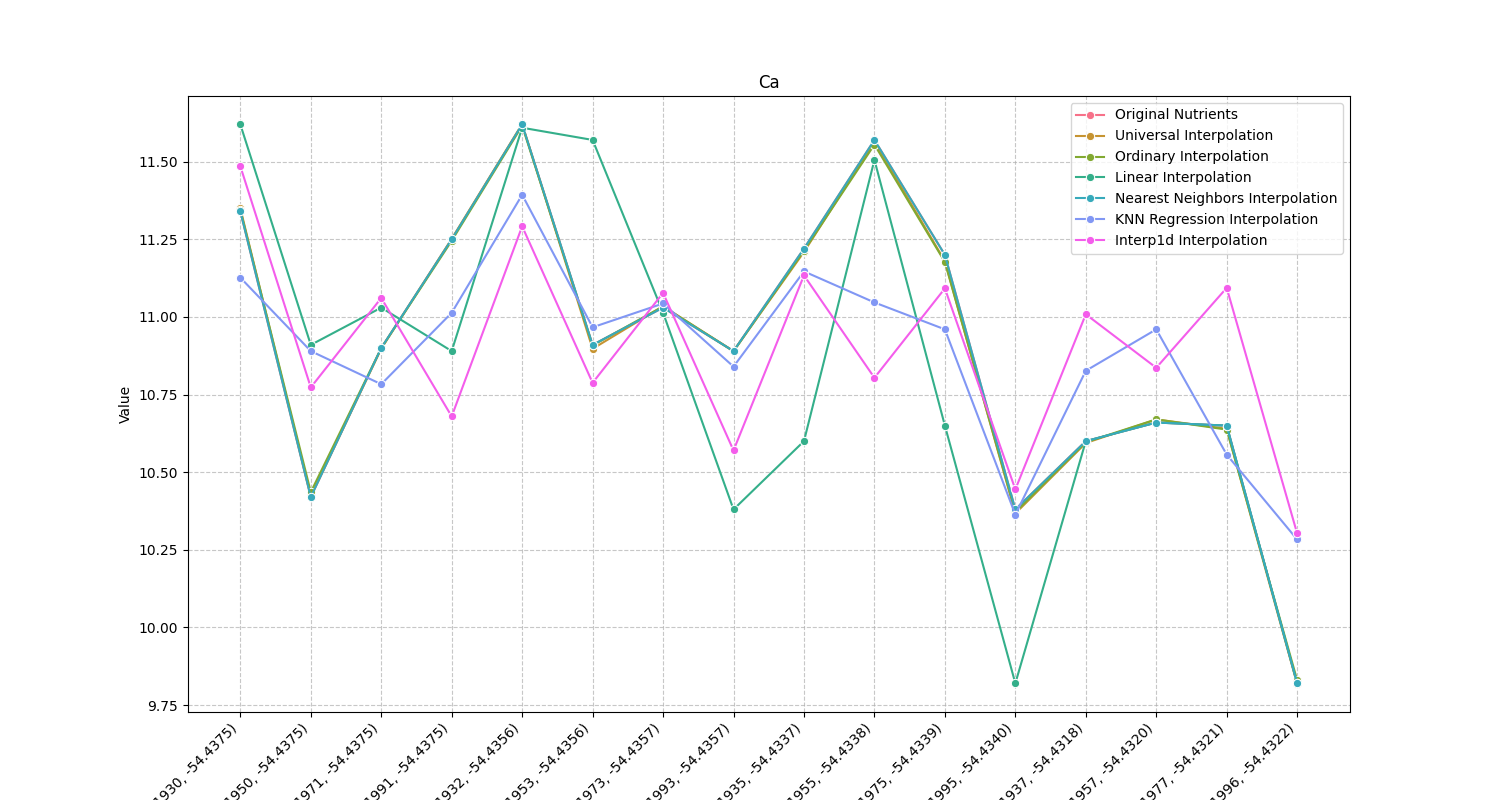 Ca
Original Nutrients
Universal Interpolation
Ordinary Interpolation
Linear Interpolation
Nearest Neighbors Interpolation
KNN Regression Interpolation
Interp1d Interpolation
Value
11.50
11.25
11.00
10.75
10.50
10.25
10.00
9.75
1930, -54.4375)
1950, -54.4375)
1971, -54.4375)
1991, -54.4375)
1932, -54.4356)
1953, -54.4356)
1973, -54.4357)
1993, -54.4357)
1935, -54.4337)
1955, -54.4338)
1975, -54.4339)
1995, -54.4340)
1937, -54.4318)
1957, -54.4320)
1977, -54.4321)
1996, -54.4322)